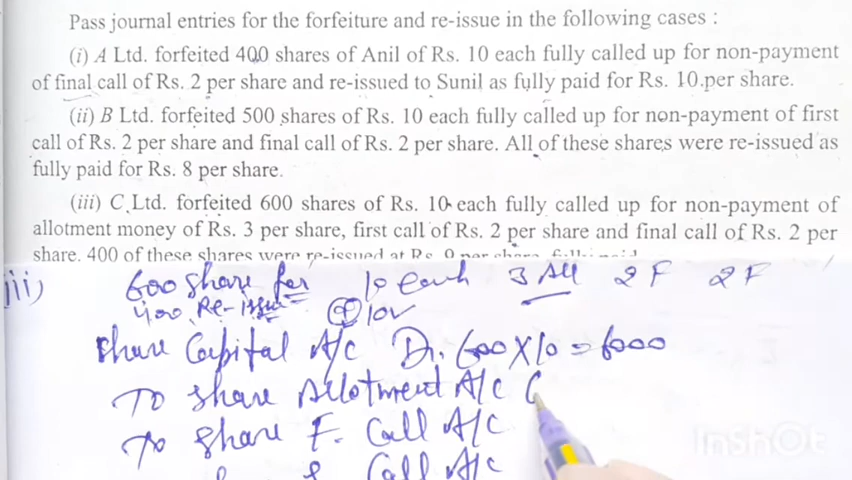 Pass journal entries for the forfeiture and re-issue in the following cases :
(i) A Ltd. forfeited 400 shares of Anil of Rs. 10 each fully called up for non-payment
of final call of Rs. 2 per share and re-issued to Sunil as fully paid for Rs. 10 per share.
(ii) B Ltd. forfeited 500 shares of Rs. 10 each fully called up for non-payment of first
call of Rs. 2 per share and final call of Rs. 2 per share. All of these shares were re-issued as
fully paid for Rs. 8 per share.
(iii) C Ltd. forfeited 600 shares of Rs. 10 each fully called up for non-payment of
allotment money of Rs. 3 per share, first call of Rs. 2 per share and final call of Rs. 2 per
share. 400 of these shares were re-issued at Rs. 9 per share fully paid
iii) 600 share for 10 each 3 All 2 F 2 F
400 Re-issue @ 10
Share Capital A/c Dr. 600 X 10 = 6000
To share Allotment A/c (
To share F. Call A/c
Call A/c
InShOt